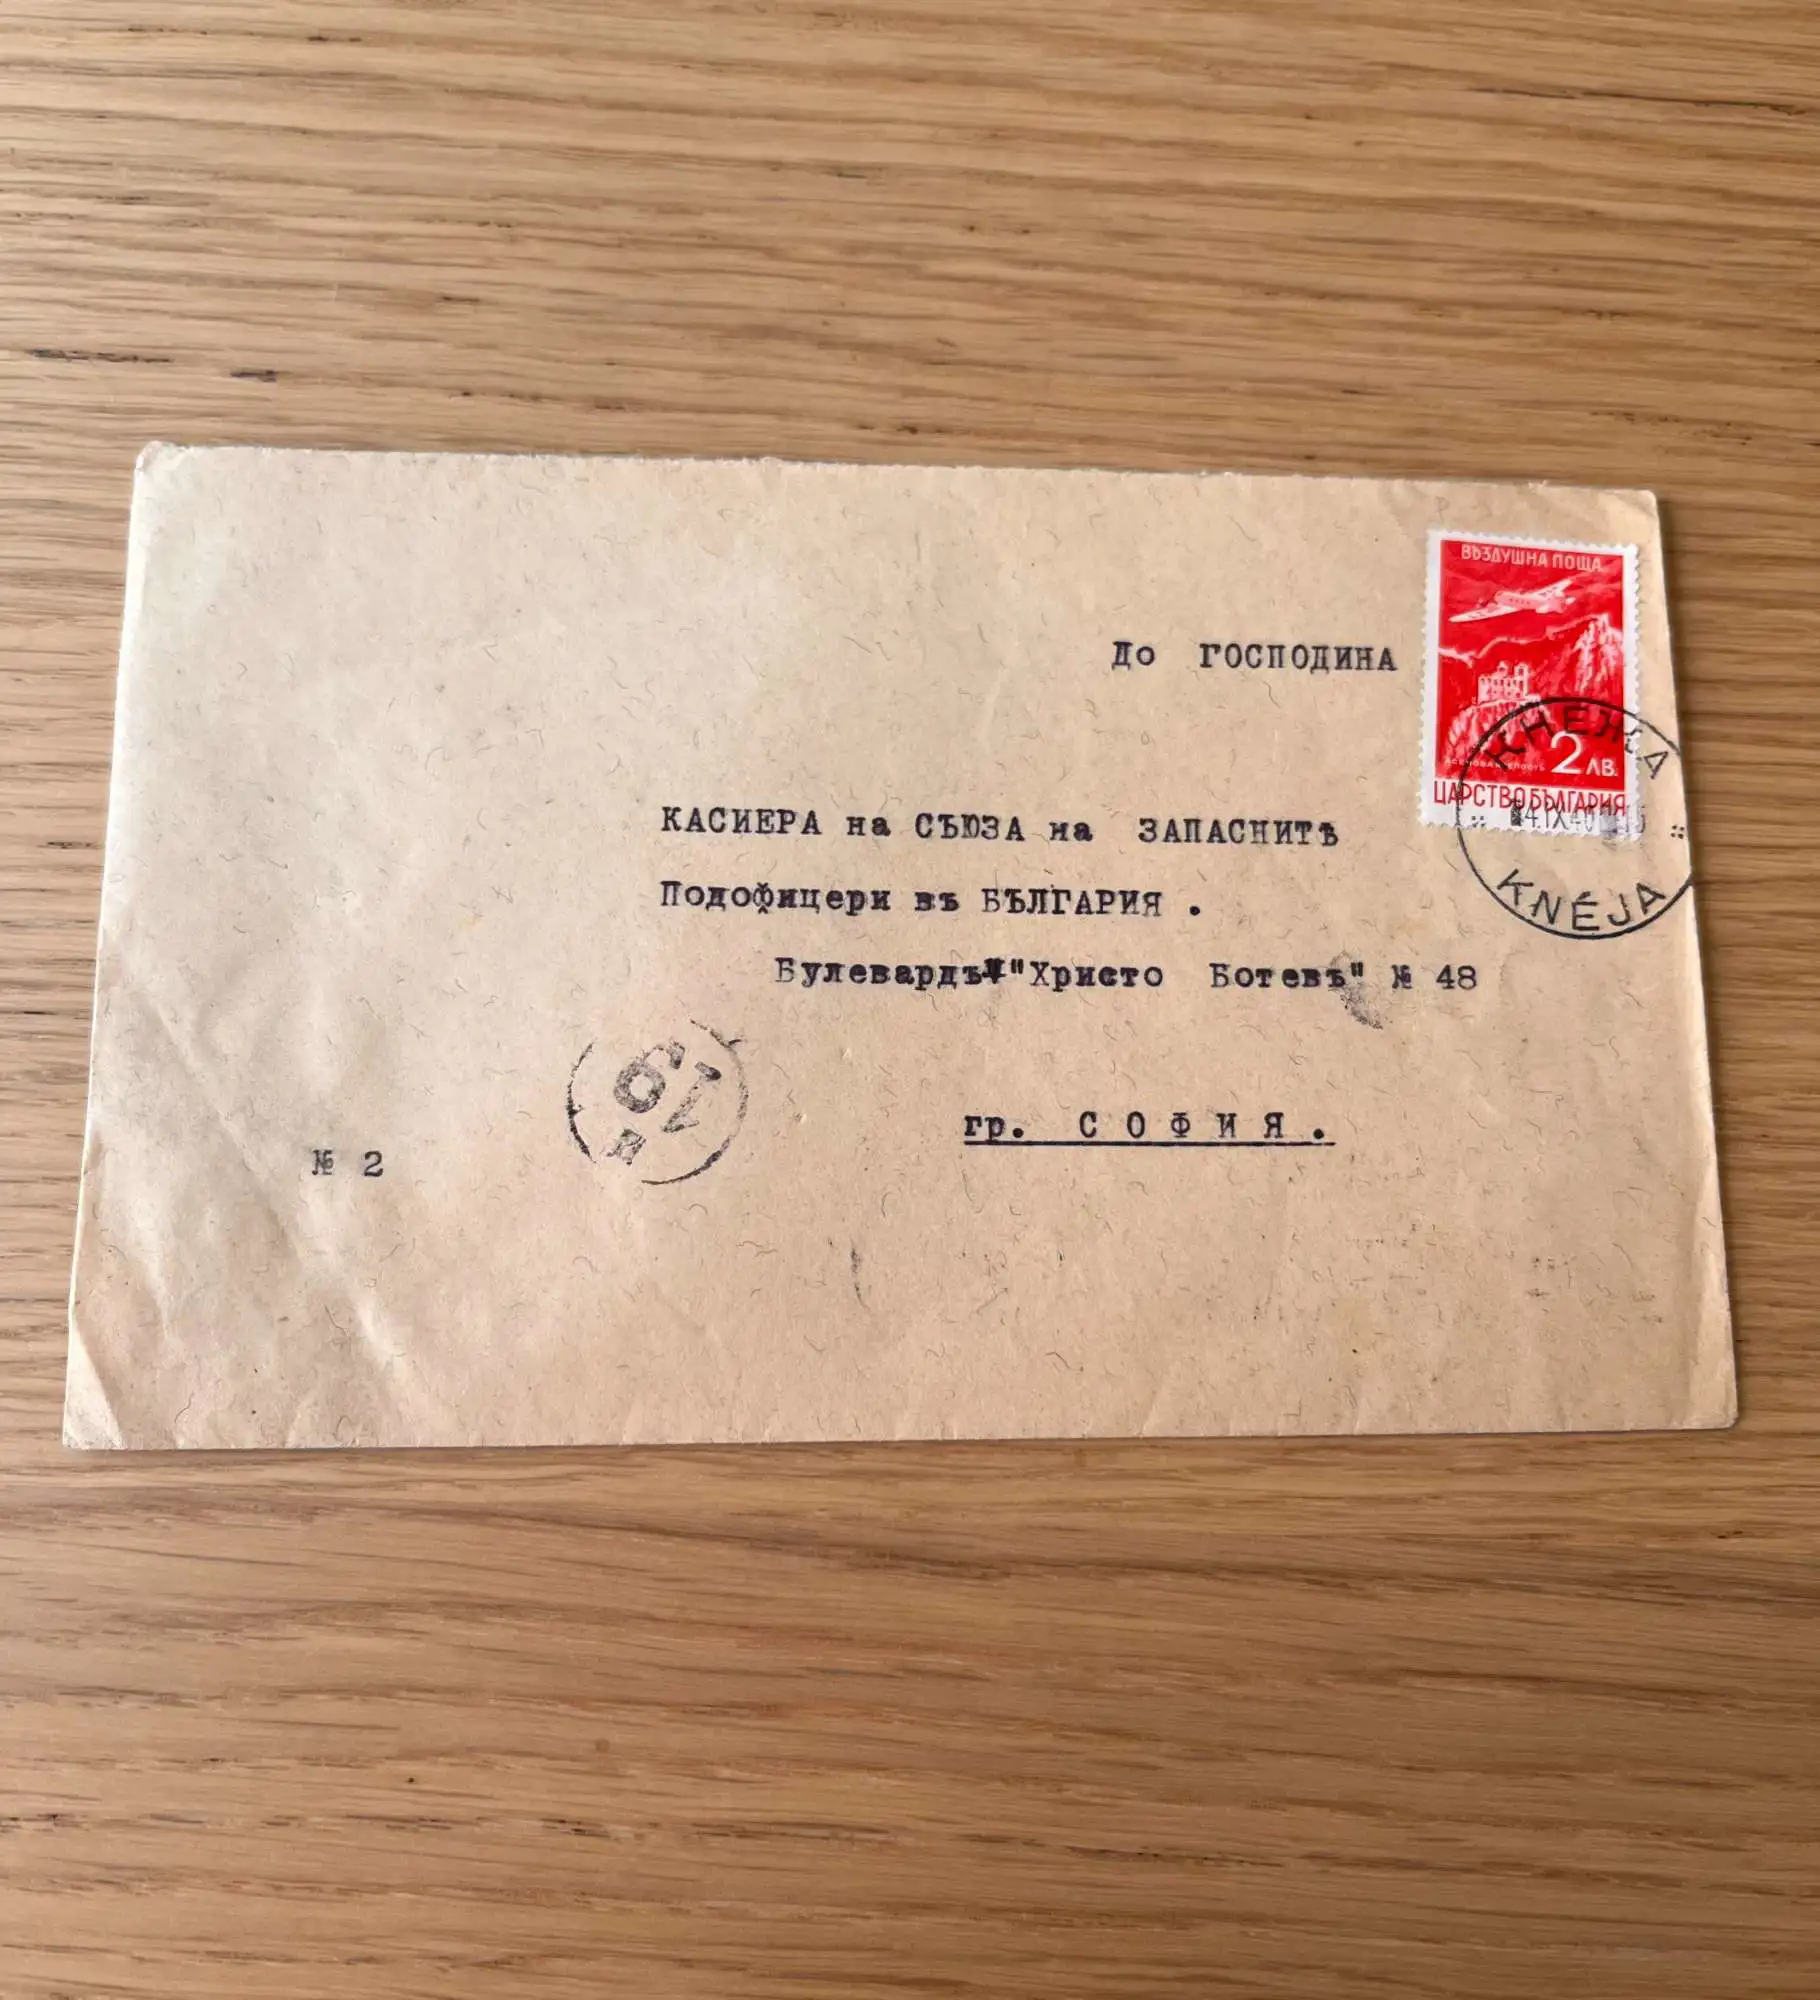 ВЪЗДУШНА ПОЩА
До ГОСПОДИНА
2 ЛВ.
ЦАРСТВО БЪЛГАРИЯ
КНЕЖА
KNÉJA
КАСИЕРА на СЪЮЗА на ЗАПАСНИТѢ
Подофицери въ БЪЛГАРИЯ .
Булевардъ "Христо Ботевъ" № 48
19
гр. СОФИЯ.
№ 2